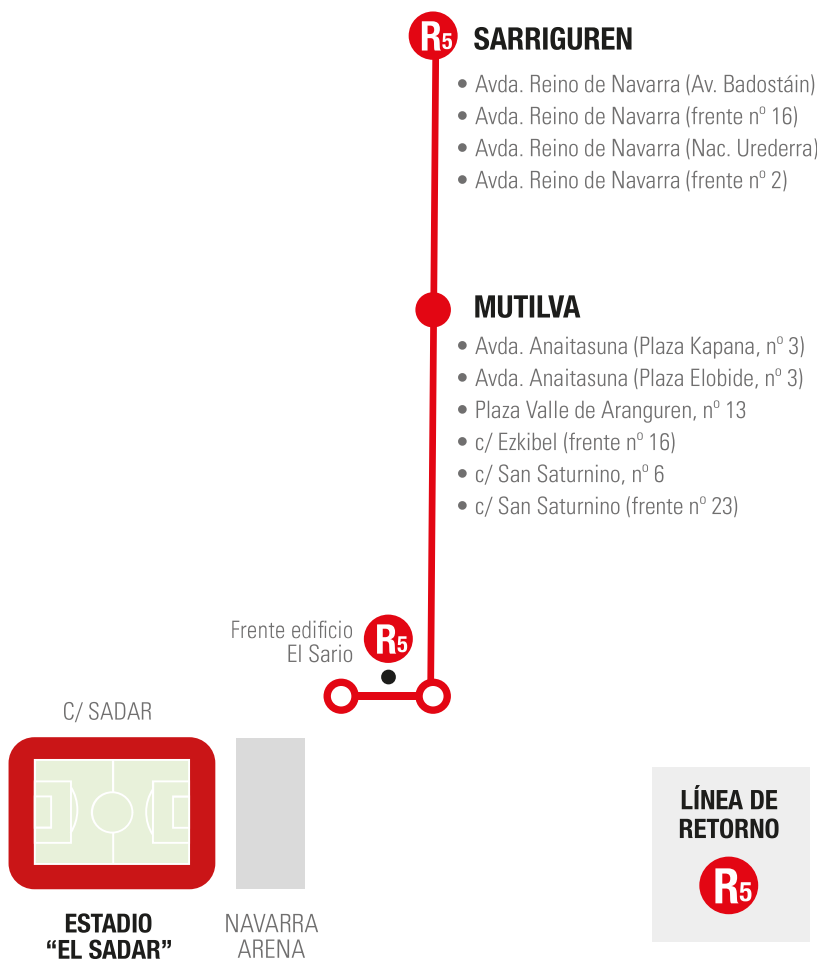 R5 SARRIGUREN
• Avda. Reino de Navarra (Av. Badostáin)
• Avda. Reino de Navarra (frente nº 16)
• Avda. Reino de Navarra (Nac. Urederra)
• Avda. Reino de Navarra (frente nº 2)
MUTILVA
• Avda. Anaitasuna (Plaza Kapana, nº 3)
• Avda. Anaitasuna (Plaza Elobide, nº 3)
• Plaza Valle de Aranguren, nº 13
• c/ Ezkibel (frente nº 16)
• c/ San Saturnino, nº 6
• c/ San Saturnino (frente nº 23)
Frente edificio
El Sario
R5
C/ SADAR
ESTADIO
“EL SADAR”
NAVARRA
ARENA
LÍNEA DE
RETORNO
R5